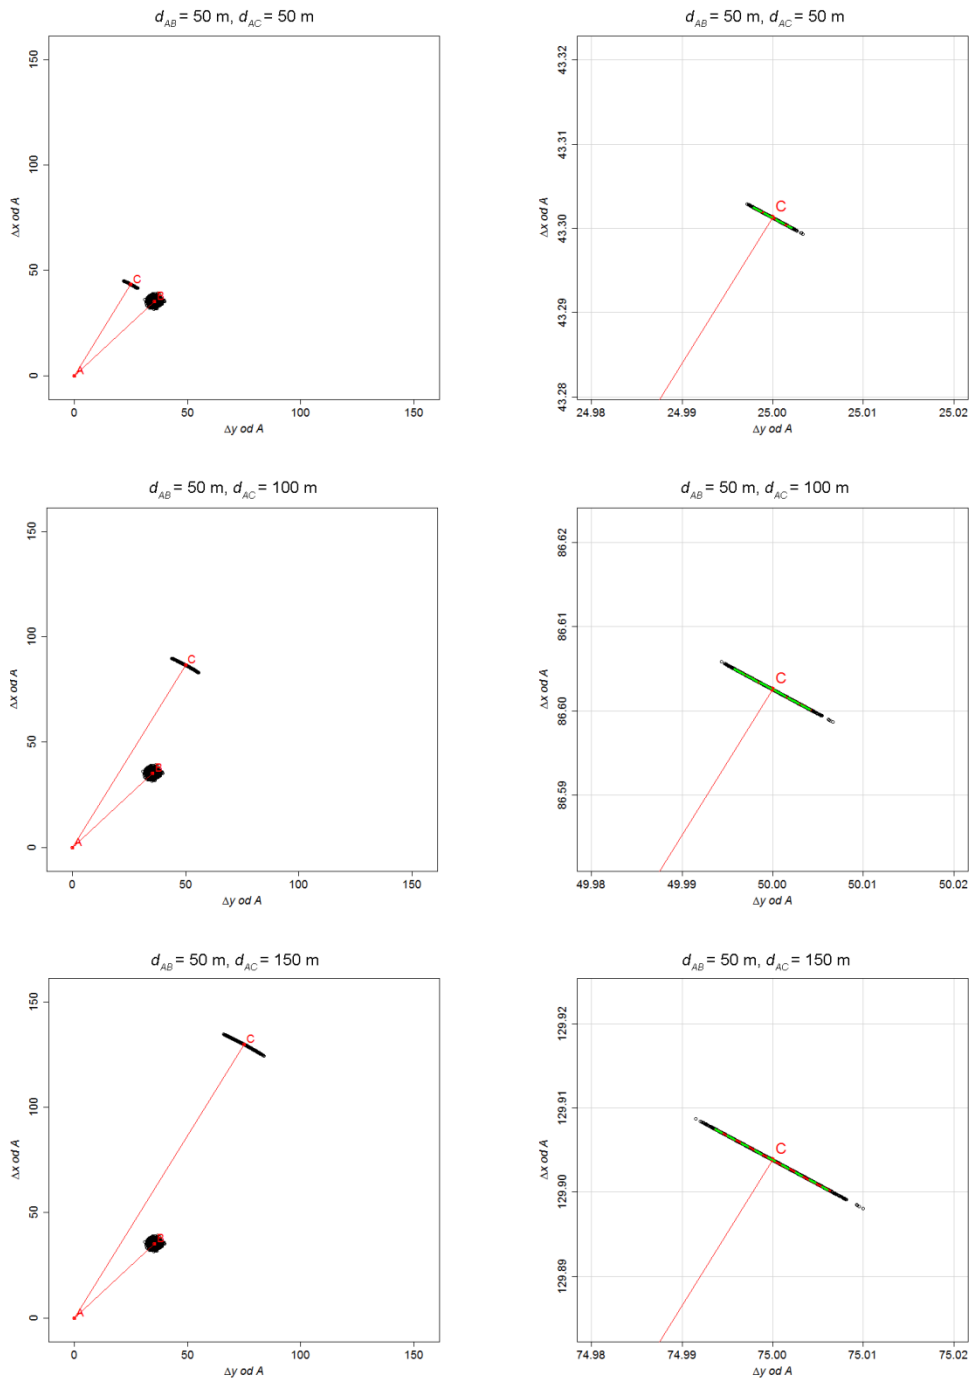 d_AB = 50 m, d_AC = 50 m
150
100
50
0
Δx od A
C
B
A
0
50
100
150
Δy od A
d_AB = 50 m, d_AC = 50 m
43.32
43.31
43.30
43.29
43.28
Δx od A
C
24.98
24.99
25.00
25.01
25.02
Δy od A
d_AB = 50 m, d_AC = 100 m
150
100
50
0
Δx od A
C
B
A
0
50
100
150
Δy od A
d_AB = 50 m, d_AC = 100 m
86.62
86.61
86.60
86.59
Δx od A
C
49.98
49.99
50.00
50.01
50.02
Δy od A
d_AB = 50 m, d_AC = 150 m
150
100
50
0
Δx od A
C
B
A
0
50
100
150
Δy od A
d_AB = 50 m, d_AC = 150 m
129.92
129.91
129.90
129.89
Δx od A
C
74.98
74.99
75.00
75.01
75.02
Δy od A